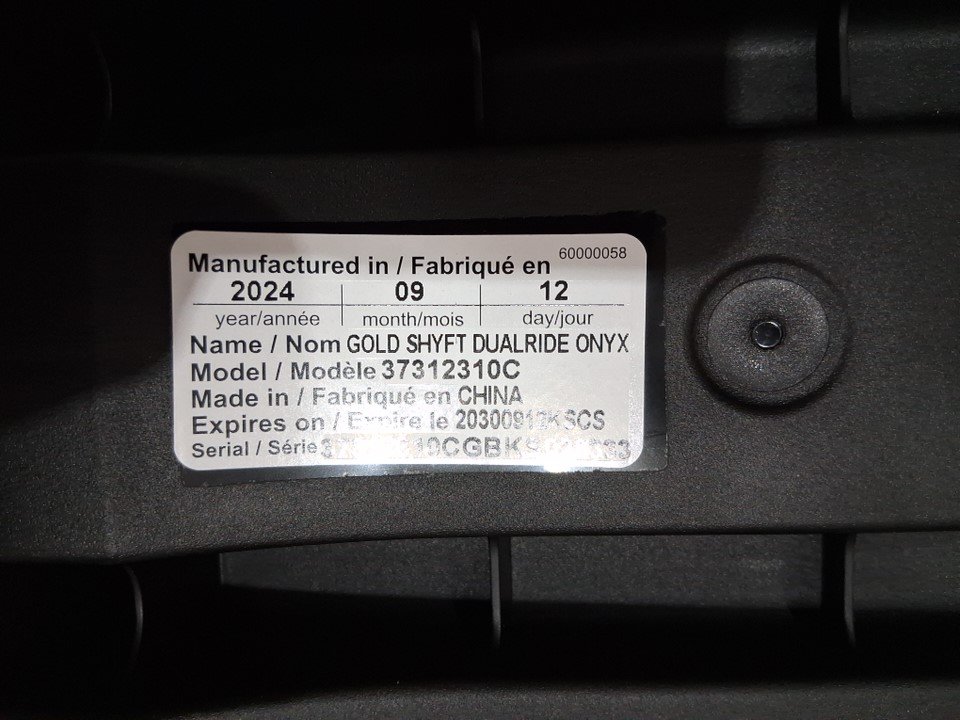 60000058
Manufactured in / Fabriqué en
2024 09 12
year/année month/mois day/jour
Name / Nom GOLD SHYFT DUALRIDE ONYX
Model / Modèle 37312310C
Made in / Fabriqué en CHINA
Expires on / Expire le 20300912KSCS
Serial / Série